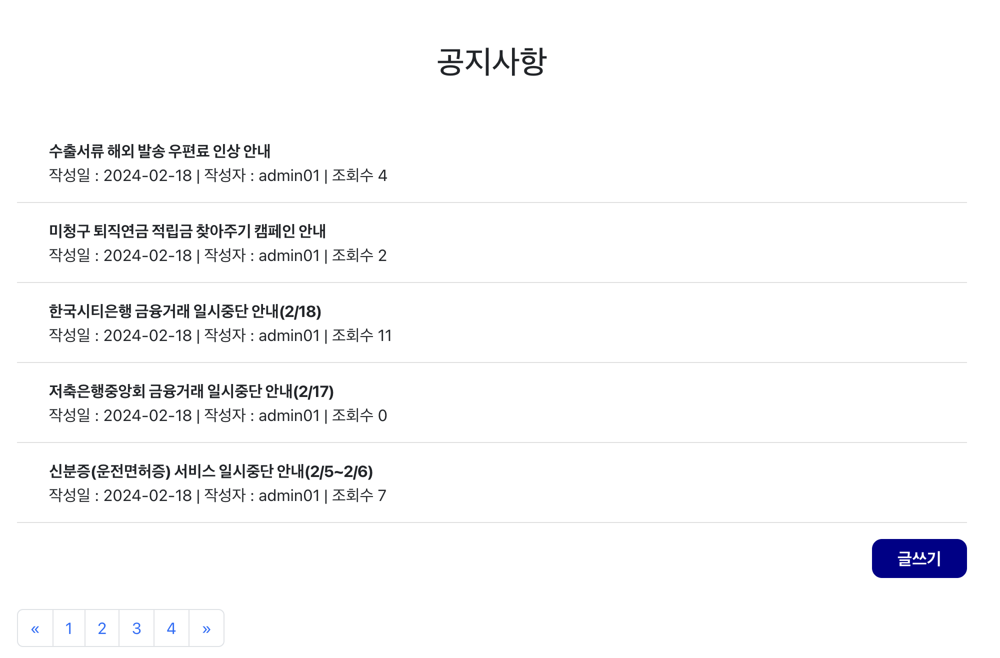 공지사항
수출서류 해외 발송 우편료 인상 안내
작성일 : 2024-02-18 | 작성자 : admin01 | 조회수 4
미청구 퇴직연금 적립금 찾아주기 캠페인 안내
작성일 : 2024-02-18 | 작성자 : admin01 | 조회수 2
한국시티은행 금융거래 일시중단 안내(2/18)
작성일 : 2024-02-18 | 작성자 : admin01 | 조회수 11
저축은행중앙회 금융거래 일시중단 안내(2/17)
작성일 : 2024-02-18 | 작성자 : admin01 | 조회수 0
신분증(운전면허증) 서비스 일시중단 안내(2/5~2/6)
작성일 : 2024-02-18 | 작성자 : admin01 | 조회수 7
글쓰기
« 1 2 3 4 »